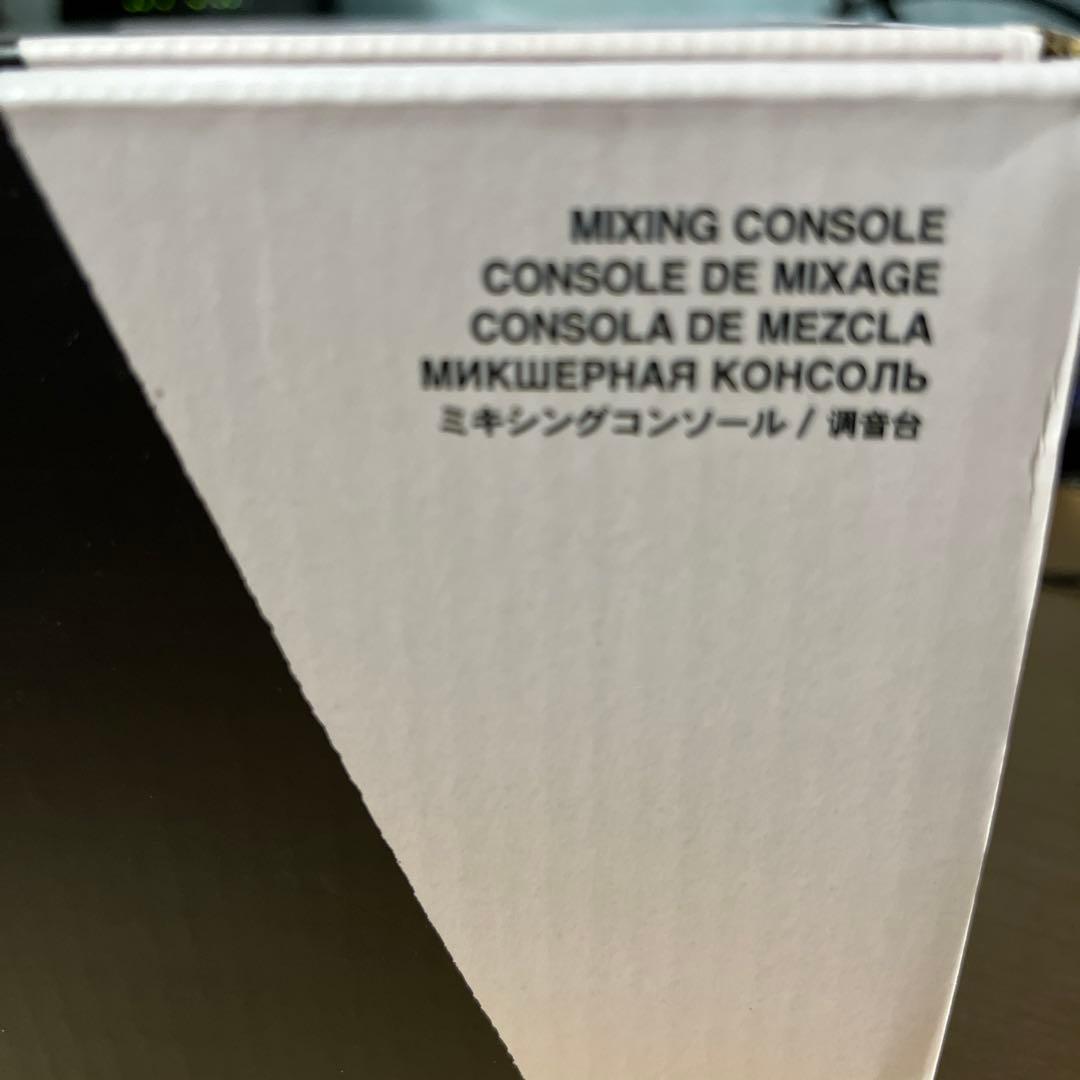 MIXING CONSOLE
CONSOLE DE MIXAGE
CONSOLA DE MEZCLA
МИКШЕРНАЯ КОНСОЛЬ
ミキシングコンソール / 调音台